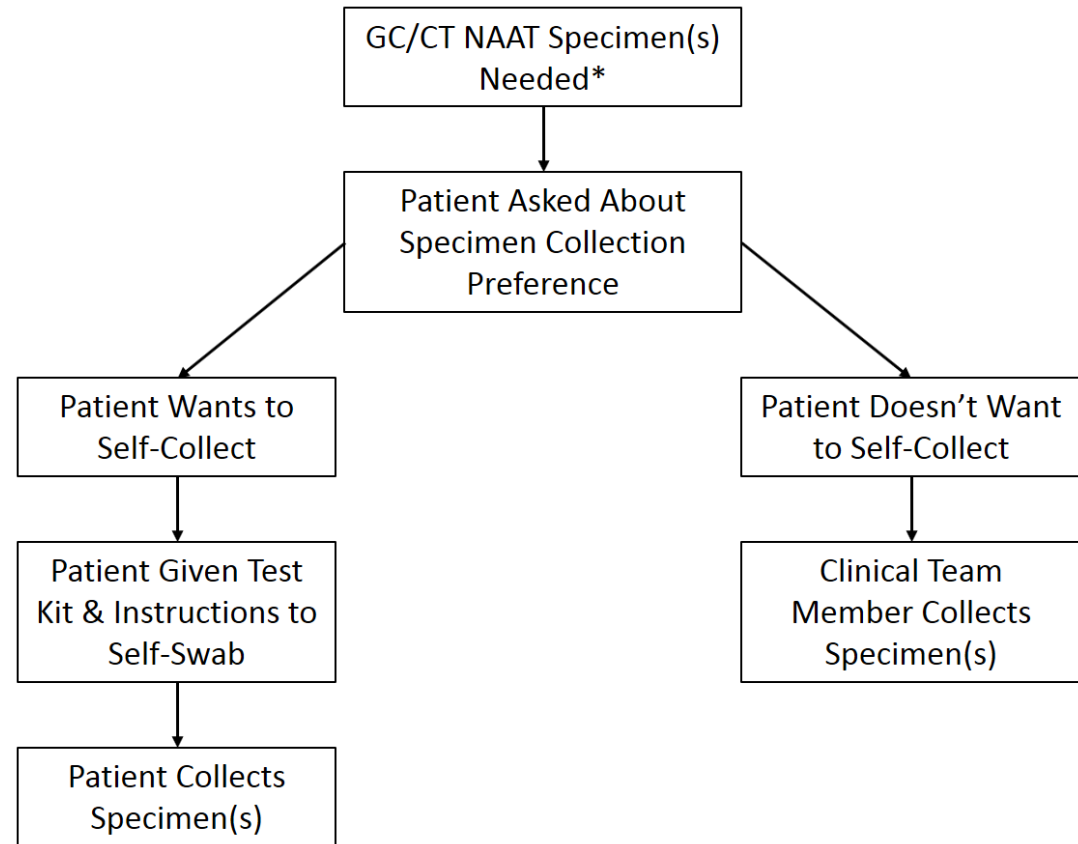 GC/CT NAAT Specimen(s)
Needed*
Patient Asked About
Specimen Collection
Preference
Patient Wants to
Self-Collect
Patient Doesn’t Want
to Self-Collect
Patient Given Test
Kit & Instructions to
Self-Swab
Clinical Team
Member Collects
Specimen(s)
Patient Collects
Specimen(s)